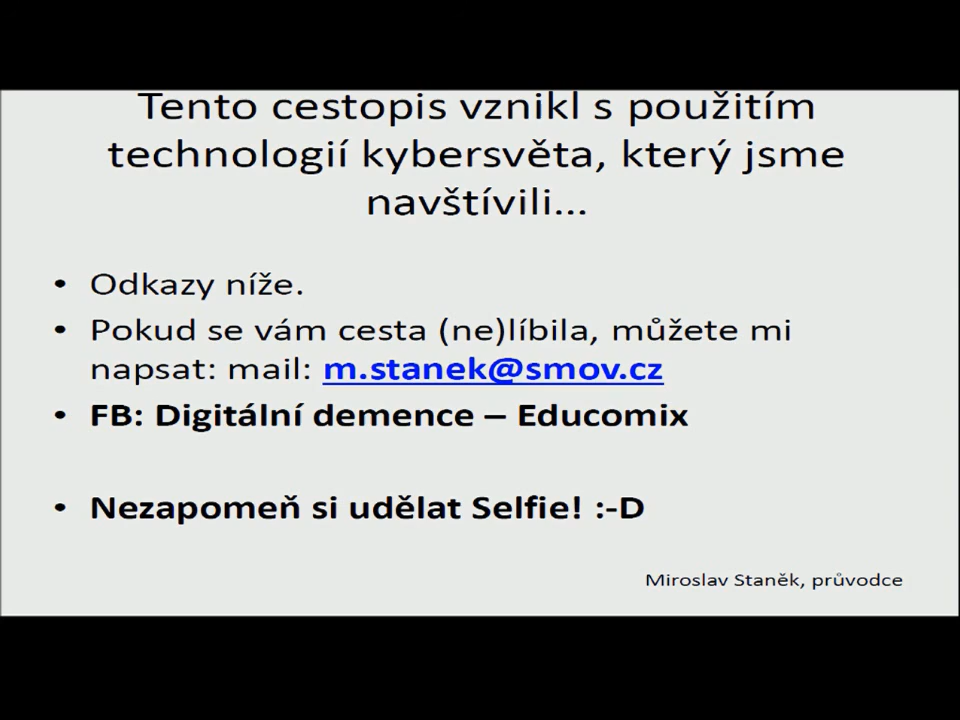 Tento cestopis vznikl s použitím
technologií kybersvěta, který jsme
navštívili...
• Odkazy níže.
• Pokud se vám cesta (ne)líbila, můžete mi
napsat: mail: m.stanek@smov.cz
• FB: Digitální demence – Educomix
• Nezapomeň si udělat Selfie! :-D
Miroslav Staněk, průvodce